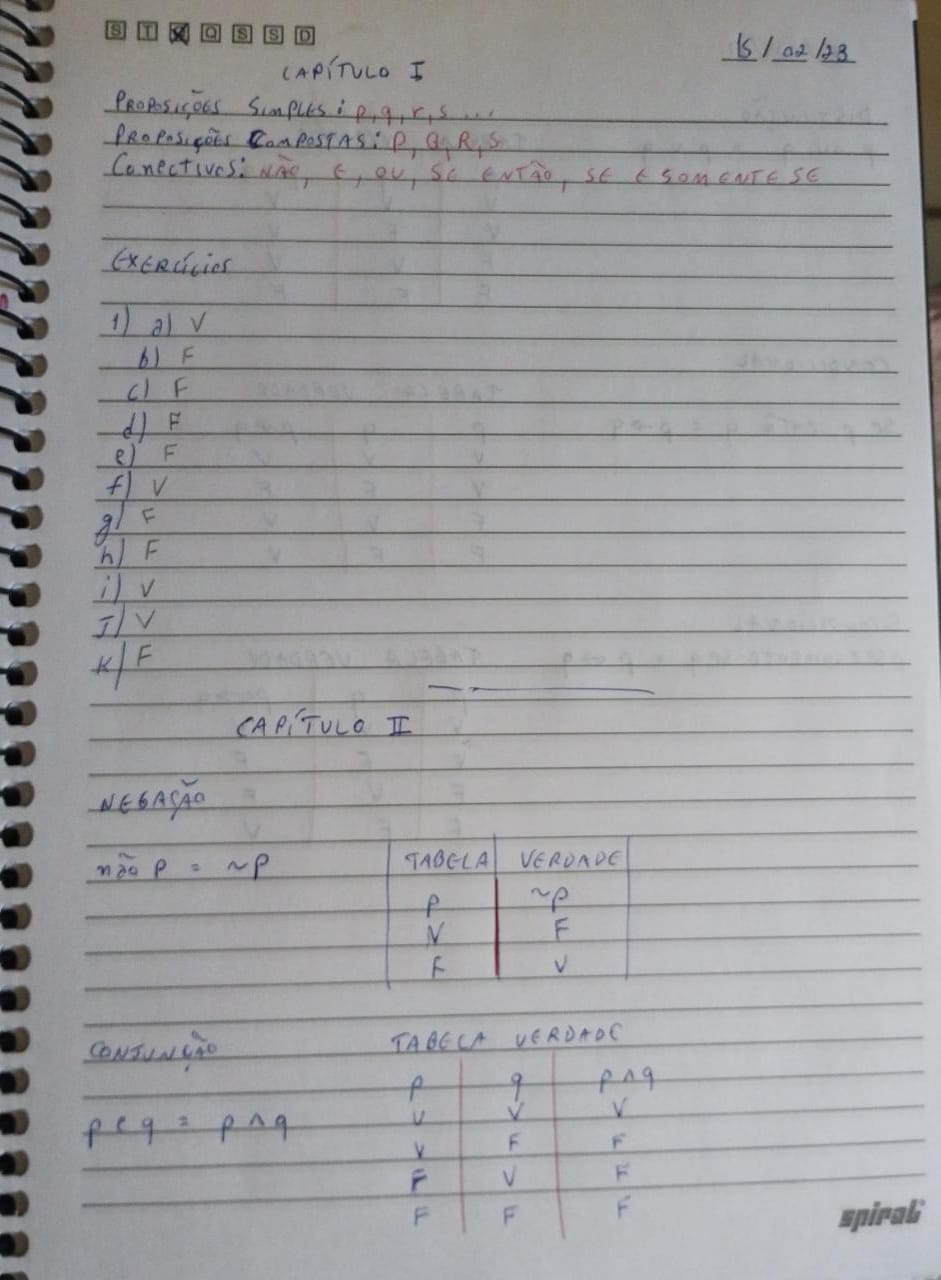 S T Q Q S S D
15/02/23
CAPÍTULO I
PROPOSIÇÕES SIMPLES: p, q, r, s ...
PROPOSIÇÕES COMPOSTAS: P, Q, R, S
CONECTIVOS: NÃO, E, OU, SE ENTÃO, SE E SOMENTE SE
EXERCÍCIOS
1) a) V
b) F
c) F
d) F
e) F
f) V
g) F
h) F
i) V
J) V
K) F
CAPÍTULO II
NEGAÇÃO
não p = ~p
TABELA VERDADE
p ~p
V F
F V
CONJUNÇÃO
TABELA VERDADE
p q p ∧ q
p e q = p ∧ q
V V V
V F F
F V F
F F F
spiral